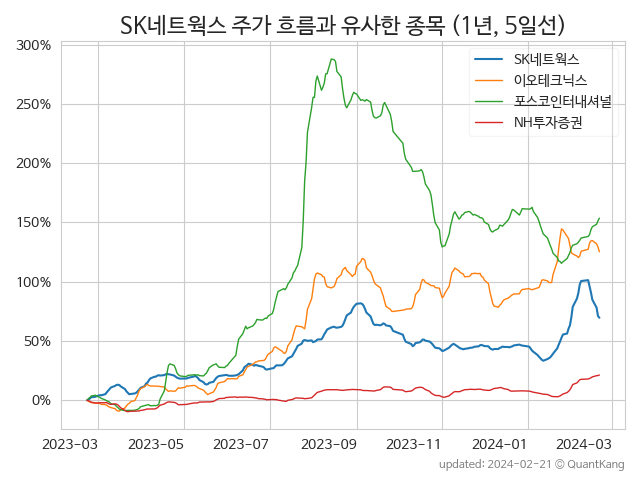 SK네트웍스 주가 흐름과 유사한 종목 (1년, 5일선)
SK네트웍스
이오테크닉스
포스코인터내셔널
NH투자증권
300%
250%
200%
150%
100%
50%
0%
2023-03 2023-05 2023-07 2023-09 2023-11 2024-01 2024-03
updated: 2024-02-21 © QuantKang